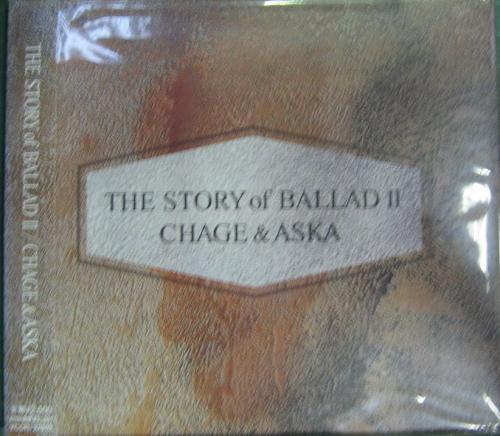 THE STORY of BALLAD II
CHAGE & ASKA
THE STORY of BALLAD II CHAGE & ASKA